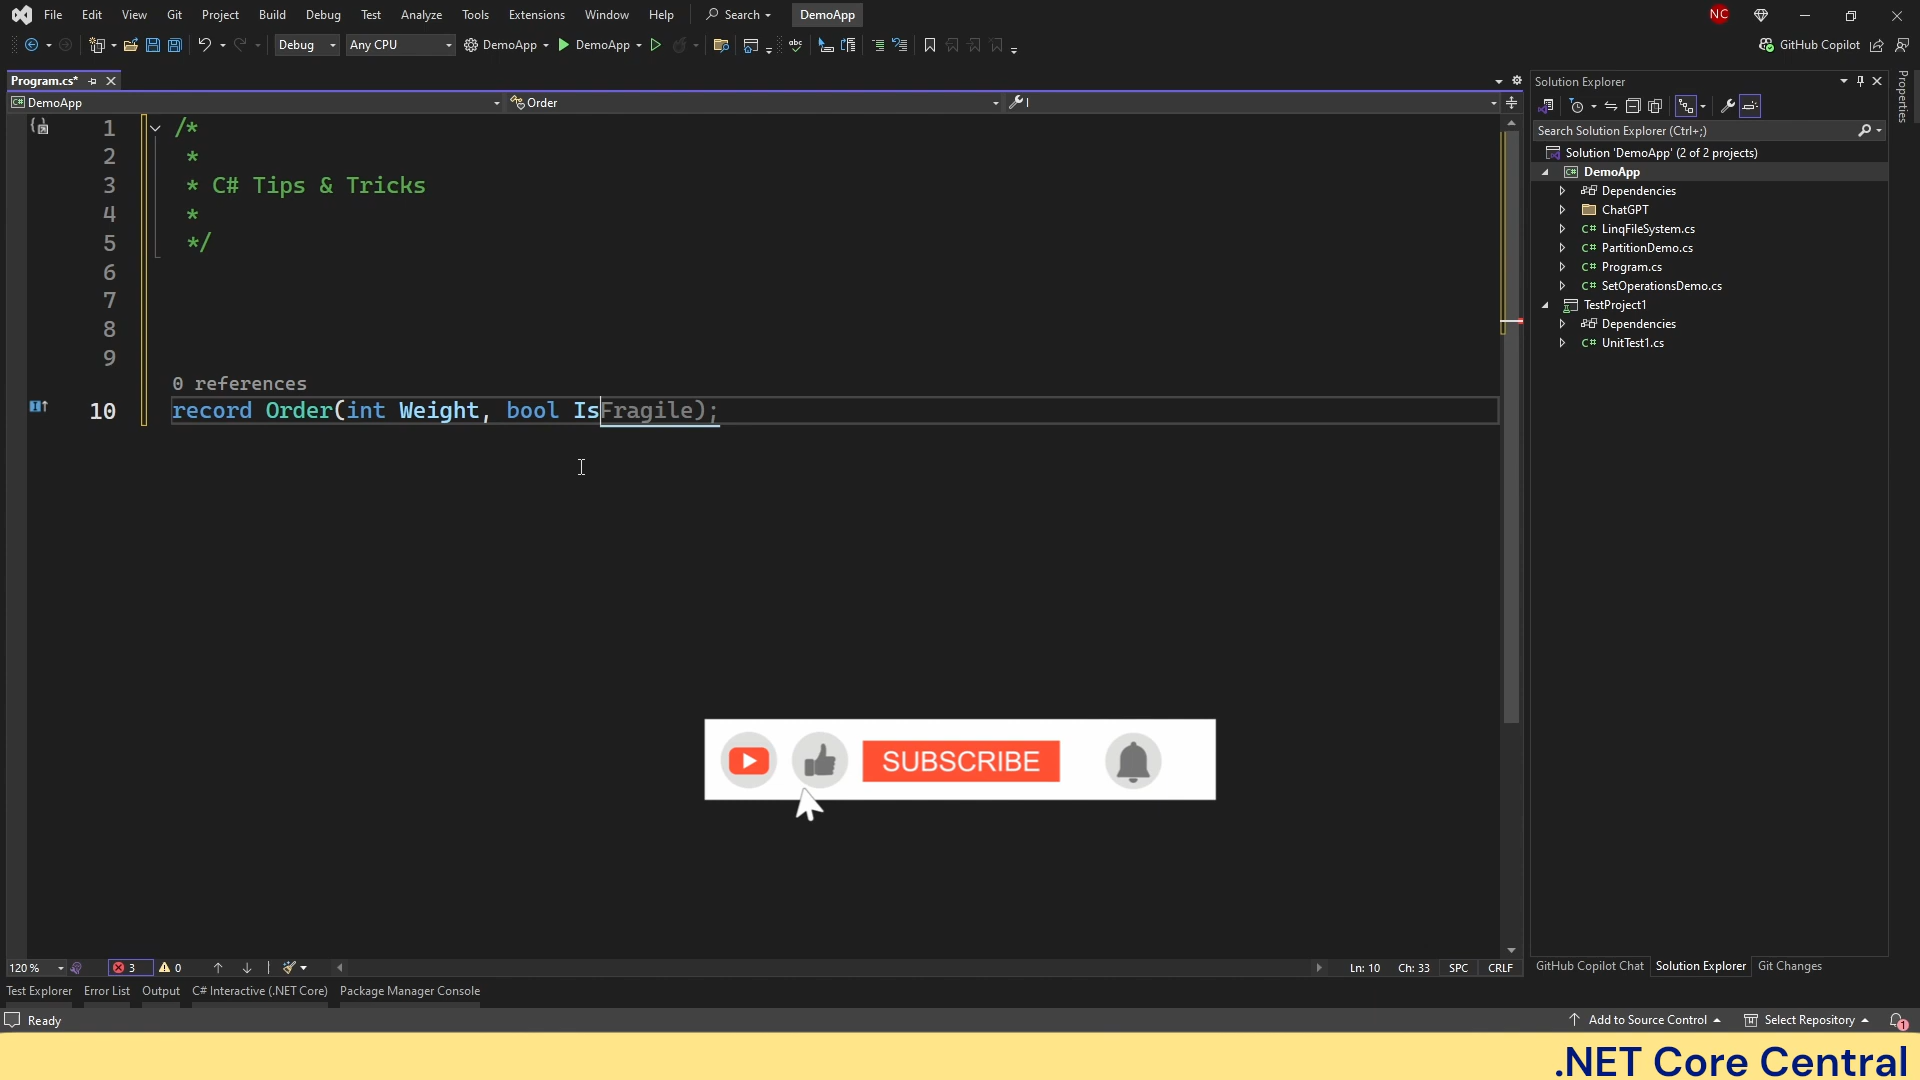 File Edit View Git Project Build Debug Test Analyze Tools Extensions Window Help Search DemoApp NC
Debug Any CPU DemoApp DemoApp GitHub Copilot
Program.cs* Solution Explorer Properties
DemoApp Order I
Search Solution Explorer (Ctrl+;)
1 /*
2 *
3 * C# Tips & Tricks
4 *
5 */
6
7
8
9
0 references
10 record Order(int Weight, bool IsFragile);
Solution 'DemoApp' (2 of 2 projects)
DemoApp
Dependencies
ChatGPT
C# LinqFileSystem.cs
C# PartitionDemo.cs
C# Program.cs
C# SetOperationsDemo.cs
TestProject1
Dependencies
C# UnitTest1.cs
SUBSCRIBE
120 % 3 0 Ln: 10 Ch: 33 SPC CRLF
GitHub Copilot Chat Solution Explorer Git Changes
Test Explorer Error List Output C# Interactive (.NET Core) Package Manager Console
Ready Add to Source Control Select Repository 1
.NET Core Central